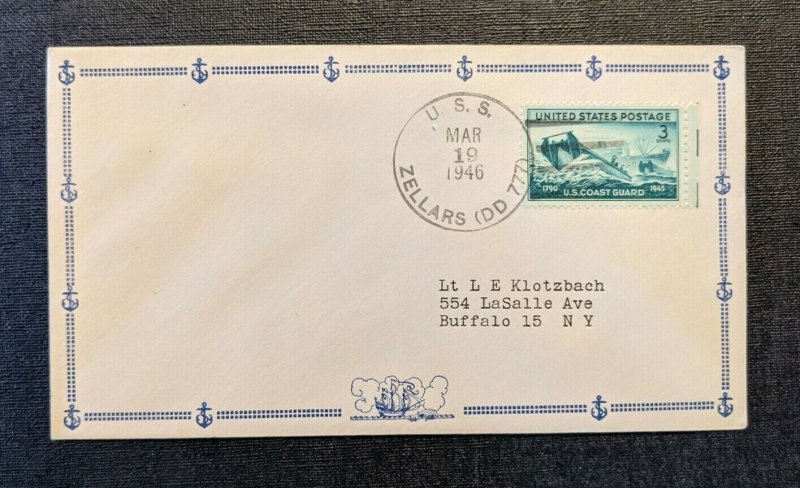 U. S. S.
MAR
19
1946
ZELLARS (DD 777)
UNITED STATES POSTAGE
3
CENTS
1790 U.S. COAST GUARD 1945
Lt L E Klotzbach
554 LaSalle Ave
Buffalo 15 N Y